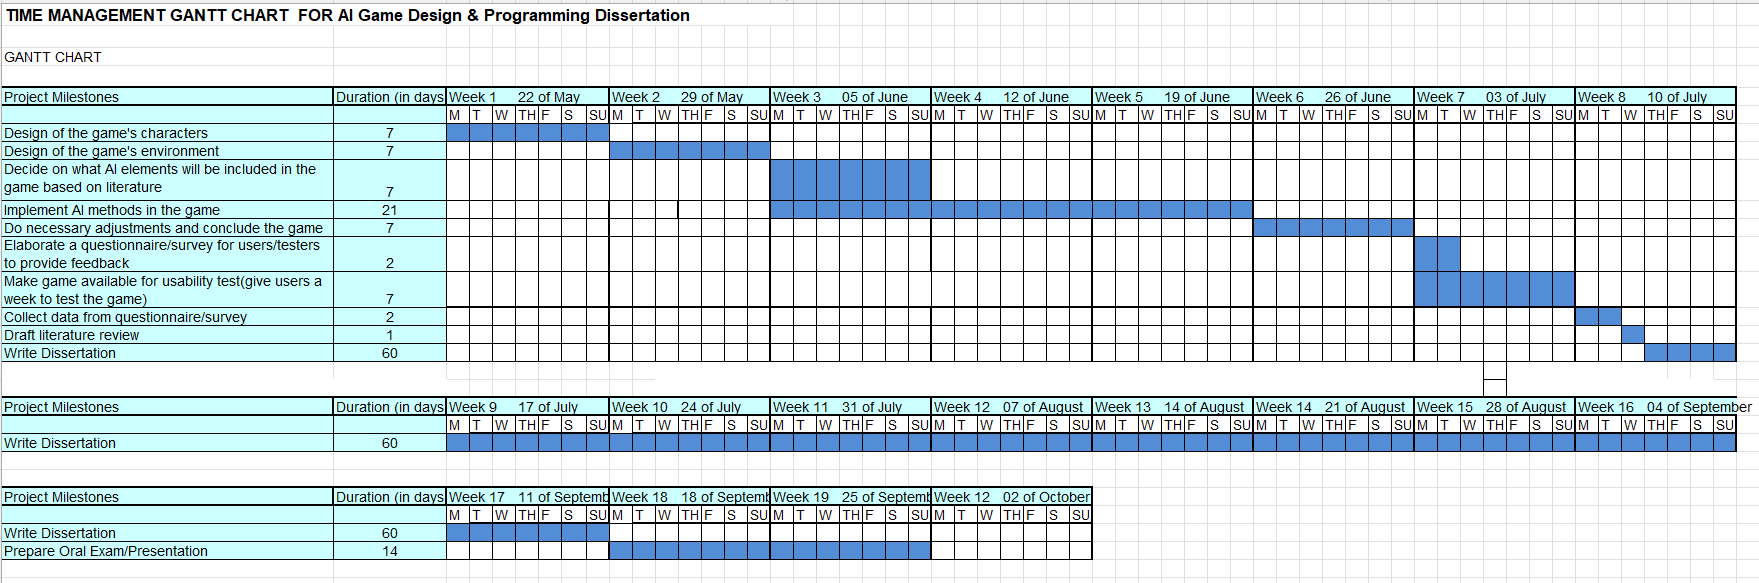 TIME MANAGEMENT GANTT CHART  FOR AI Game Design & Programming Dissertation
GANTT CHART
Project Milestones Duration (in days Week 1 22 of May Week 2 29 of May Week 3 05 of June Week 4 12 of June Week 5 19 of June Week 6 26 of June Week 7 03 of July Week 8 10 of July
M T W TH F S SU M T W TH F S SU M T W TH F S SU M T W TH F S SU M T W TH F S SU M T W TH F S SU M T W TH F S SU M T W TH F S SU
Design of the game's characters 7
Design of the game's environment 7
Decide on what AI elements will be included in the
game based on literature 7
Implement AI methods in the game 21
Do necessary adjustments and conclude the game 7
Elaborate a questionnaire/survey for users/testers
to provide feedback 2
Make game available for usability test(give users a
week to test the game) 7
Collect data from questionnaire/survey 2
Draft literature review 1
Write Dissertation 60
Project Milestones Duration (in days Week 9 17 of July Week 10 24 of July Week 11 31 of July Week 12 07 of August Week 13 14 of August Week 14 21 of August Week 15 28 of August Week 16 04 of September
M T W TH F S SU M T W TH F S SU M T W TH F S SU M T W TH F S SU M T W TH F S SU M T W TH F S SU M T W TH F S SU M T W TH F S SU
Write Dissertation 60
Project Milestones Duration (in days Week 17 11 of Septemb Week 18 18 of Septemb Week 19 25 of Septemb Week 12 02 of October
M T W TH F S SU M T W TH F S SU M T W TH F S SU M T W TH F S SU
Write Dissertation 60
Prepare Oral Exam/Presentation 14